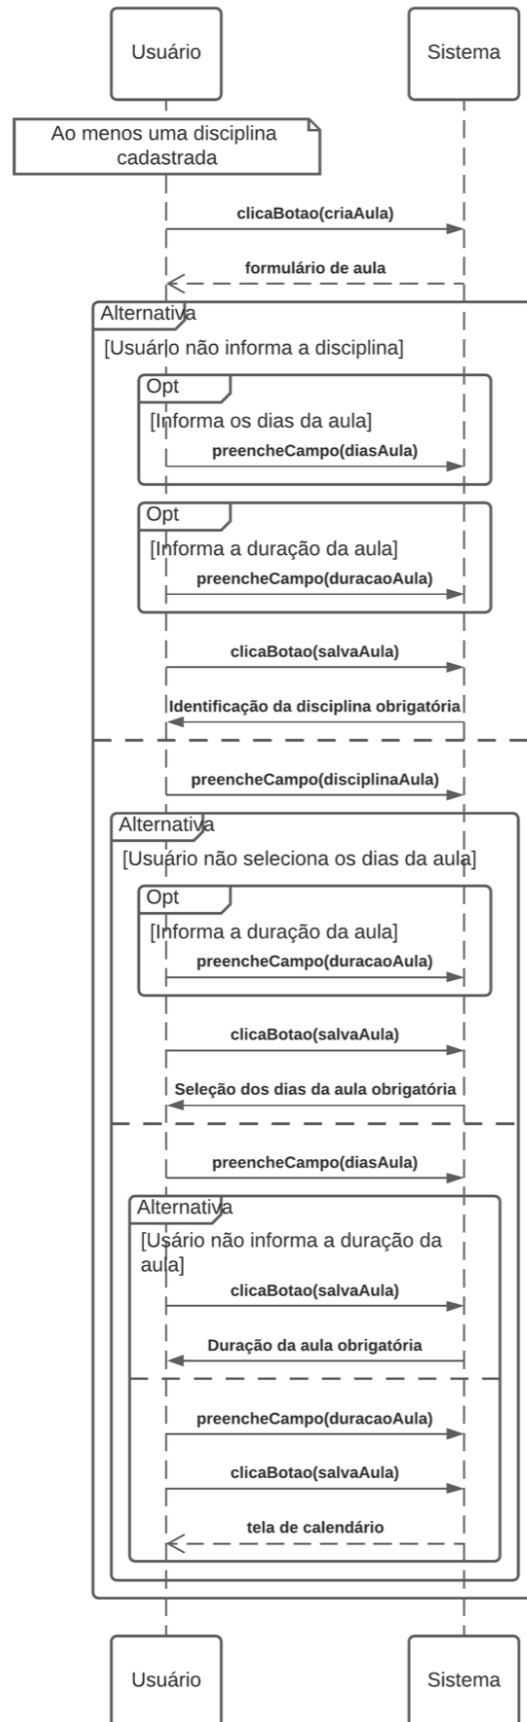 Usuário
Sistema
Ao menos uma disciplina
cadastrada
clicaBotao(criaAula)
formulário de aula
Alternativa
[Usuário não informa a disciplina]
Opt
[Informa os dias da aula]
preencheCampo(diasAula)
Opt
[Informa a duração da aula]
preencheCampo(duracaoAula)
clicaBotao(salvaAula)
Identificação da disciplina obrigatória
preencheCampo(disciplinaAula)
Alternativa
[Usuário não seleciona os dias da aula]
Opt
[Informa a duração da aula]
preencheCampo(duracaoAula)
clicaBotao(salvaAula)
Seleção dos dias da aula obrigatória
preencheCampo(diasAula)
Alternativa
[Usário não informa a duração da
aula]
clicaBotao(salvaAula)
Duração da aula obrigatória
preencheCampo(duracaoAula)
clicaBotao(salvaAula)
tela de calendário
Usuário
Sistema